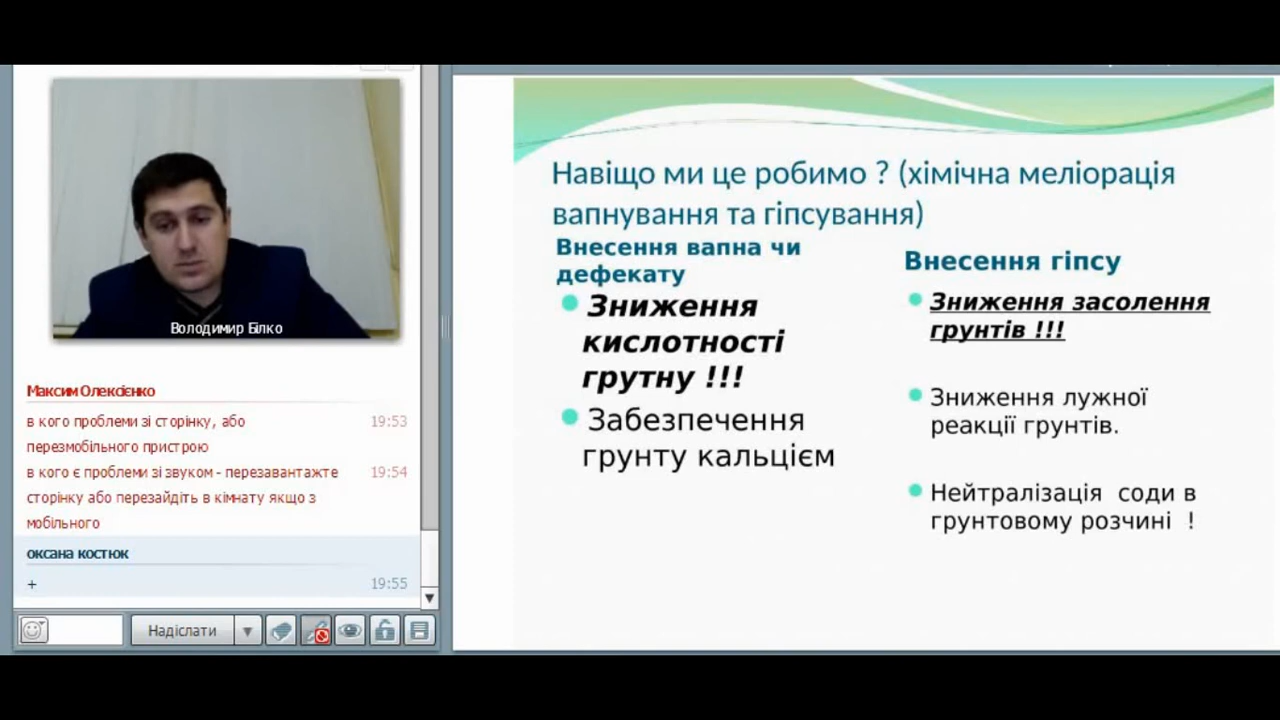 Володимир Білко
Максим Олексієнко
в кого проблеми зі сторінку, або 19:53
перезмобільного пристрою
в кого є проблеми зі звуком - перезавантажте 19:54
сторінку або перезайдіть в кімнату якщо з
мобільного
оксана костюк
+ 19:55
Надіслати
Навіщо ми це робимо ? (хімічна меліорація
вапнування та гіпсування)
Внесення вапна чи
дефекату
Зниження
кислотності
грутну !!!
Забезпечення
грунту кальцієм
Внесення гіпсу
Зниження засолення
грунтів !!!
Зниження лужної
реакції грунтів.
Нейтралізація соди в
грунтовому розчині !